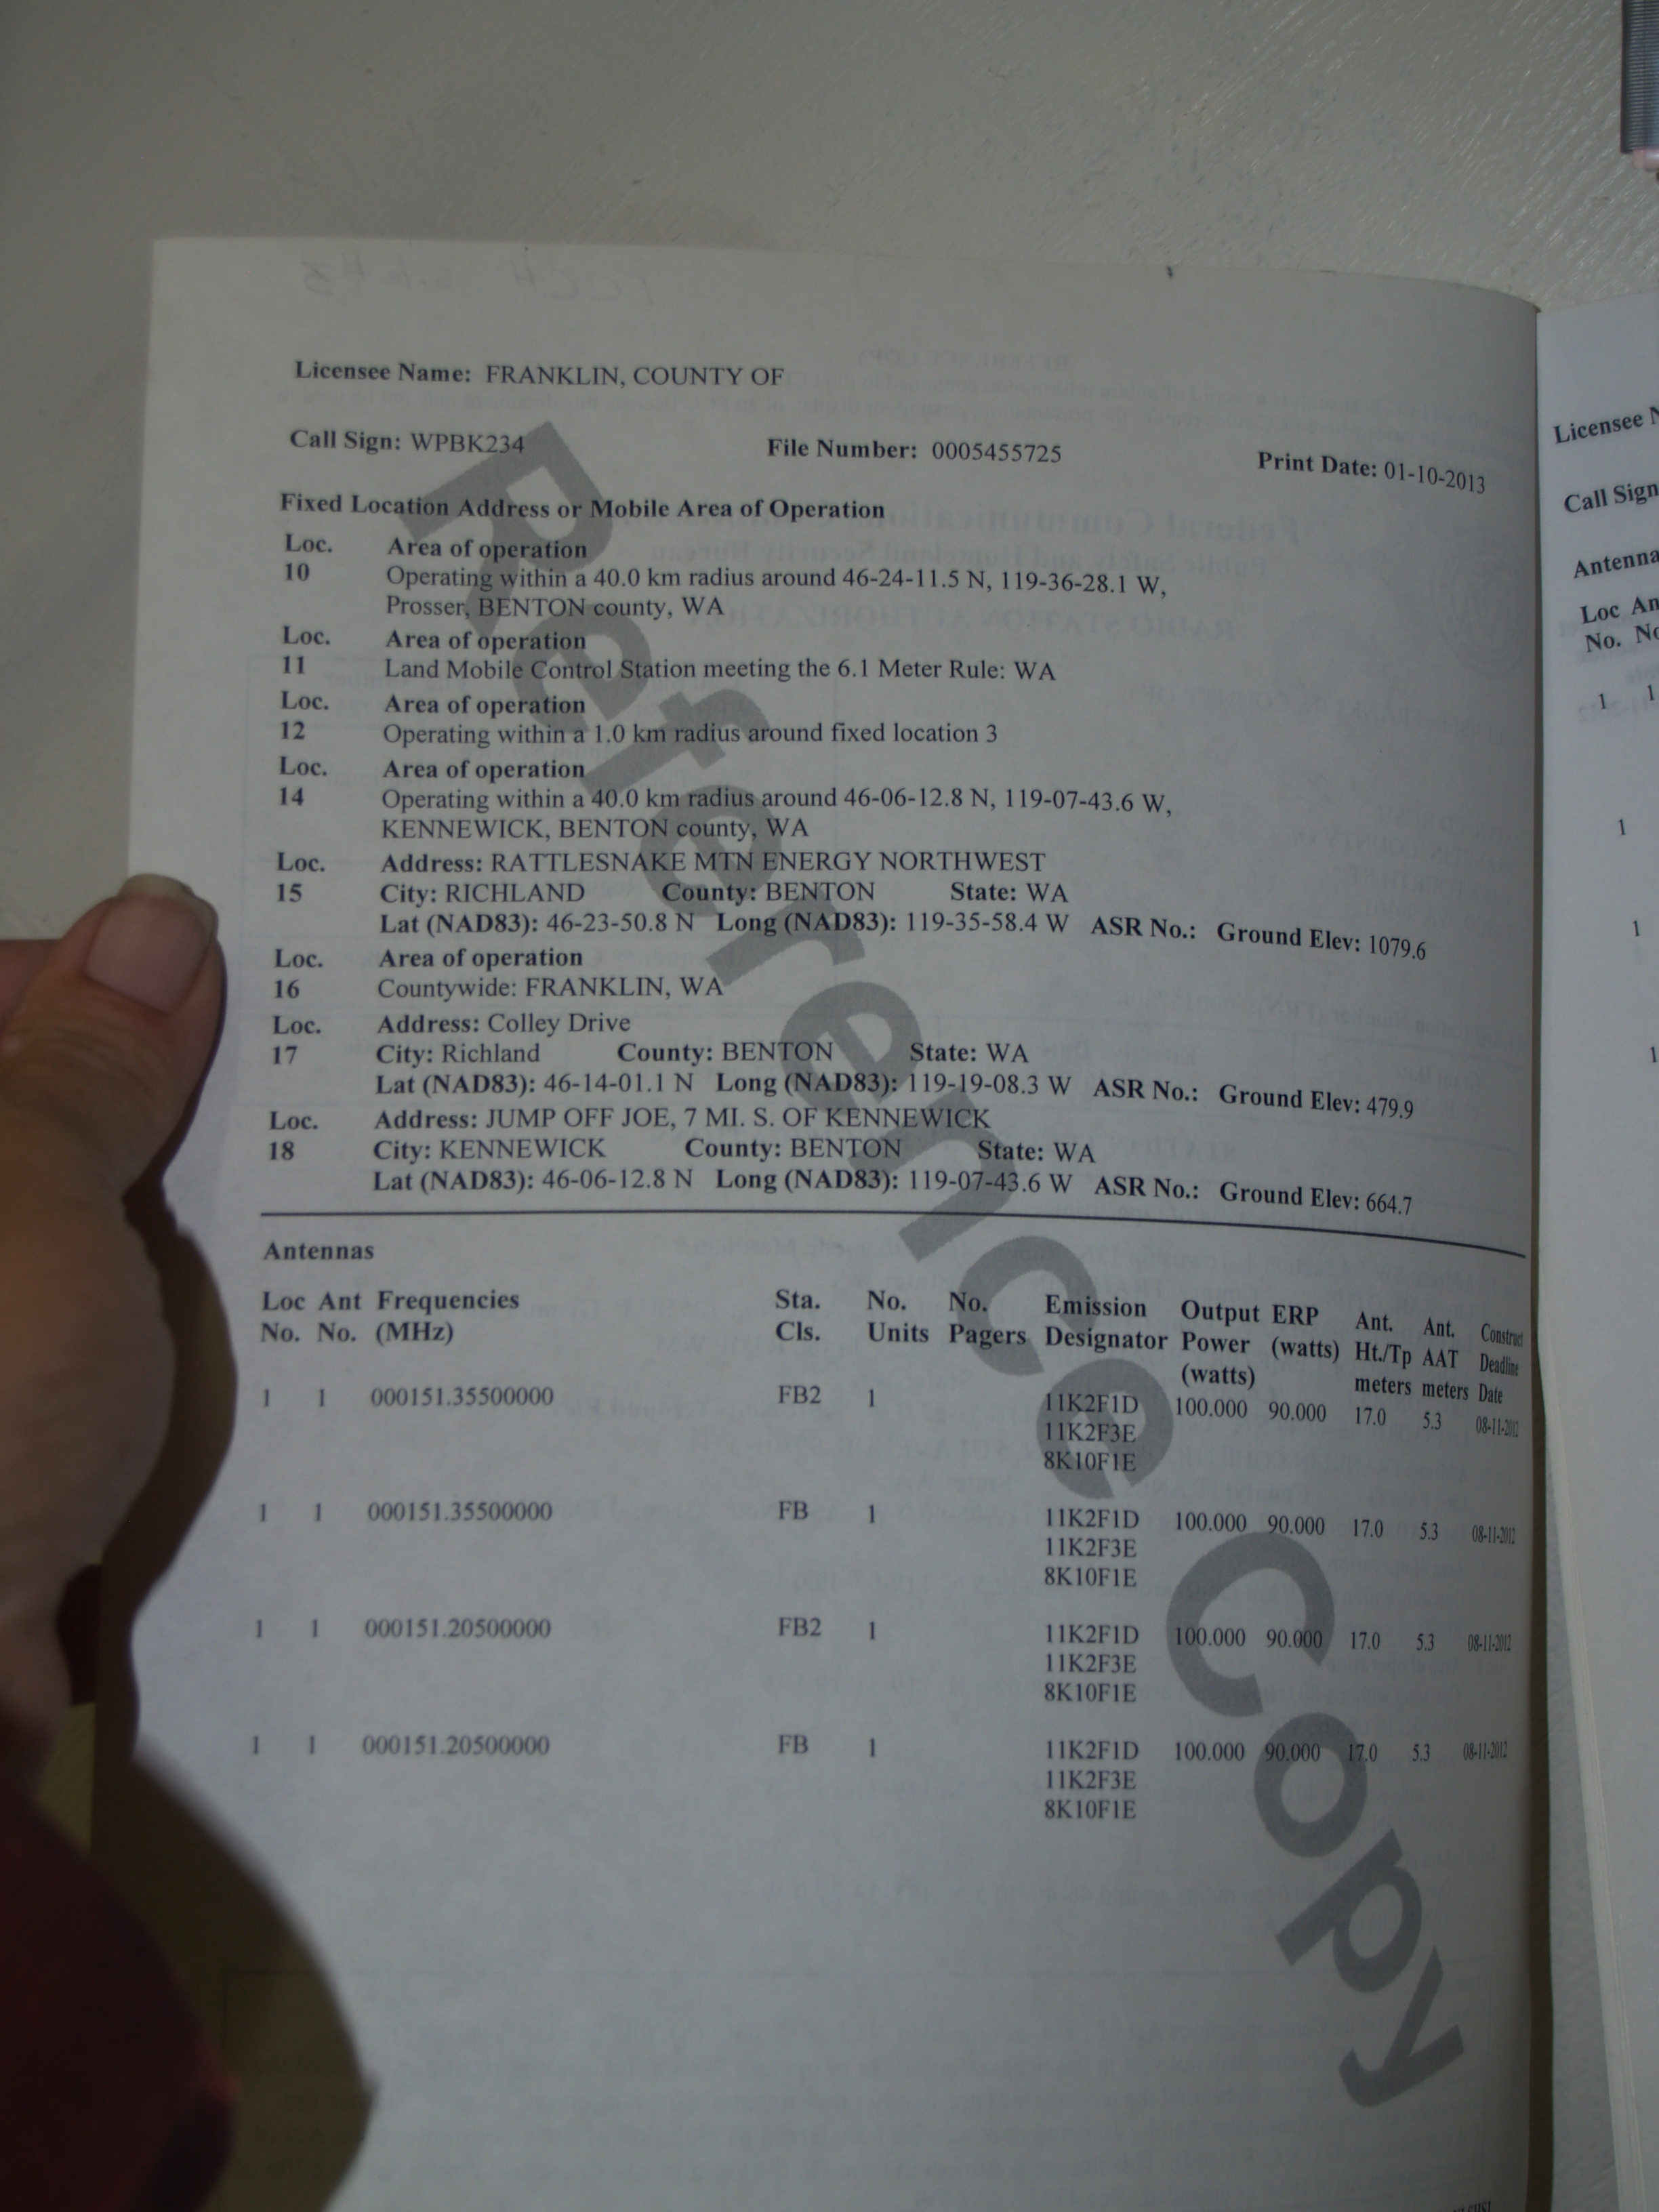 Licensee Name: FRANKLIN, COUNTY OF
Call Sign: WPBK234 File Number: 0005455725 Print Date: 01-10-2013
Fixed Location Address or Mobile Area of Operation
Loc. Area of operation
10 Operating within a 40.0 km radius around 46-24-11.5 N, 119-36-28.1 W,
Prosser, BENTON county, WA
Loc. Area of operation
11 Land Mobile Control Station meeting the 6.1 Meter Rule: WA
Loc. Area of operation
12 Operating within a 1.0 km radius around fixed location 3
Loc. Area of operation
14 Operating within a 40.0 km radius around 46-06-12.8 N, 119-07-43.6 W,
KENNEWICK, BENTON county, WA
Loc. Address: RATTLESNAKE MTN ENERGY NORTHWEST
15 City: RICHLAND County: BENTON State: WA
Lat (NAD83): 46-23-50.8 N Long (NAD83): 119-35-58.4 W ASR No.: Ground Elev: 1079.6
Loc. Area of operation
16 Countywide: FRANKLIN, WA
Loc. Address: Colley Drive
17 City: Richland County: BENTON State: WA
Lat (NAD83): 46-14-01.1 N Long (NAD83): 119-19-08.3 W ASR No.: Ground Elev: 479.9
Loc. Address: JUMP OFF JOE, 7 MI. S. OF KENNEWICK
18 City: KENNEWICK County: BENTON State: WA
Lat (NAD83): 46-06-12.8 N Long (NAD83): 119-07-43.6 W ASR No.: Ground Elev: 664.7
Antennas
Loc Ant Frequencies Sta. No. No. Emission Output ERP Ant. Ant. Construct
No. No. (MHz) Cls. Units Pagers Designator Power (watts) Ht./Tp AAT Deadline
(watts) meters meters Date
1 1 000151.35500000 FB2 1 11K2F1D 100.000 90.000 17.0 5.3 08-11-2012
11K2F3E
8K10F1E
1 1 000151.35500000 FB 1 11K2F1D 100.000 90.000 17.0 5.3 08-11-2012
11K2F3E
8K10F1E
1 1 000151.20500000 FB2 1 11K2F1D 100.000 90.000 17.0 5.3 08-11-2012
11K2F3E
8K10F1E
1 1 000151.20500000 FB 1 11K2F1D 100.000 90.000 17.0 5.3 08-11-2012
11K2F3E
8K10F1E
Reference Copy
Licensee
Call Sign
Antenna
Loc An
No. No
1 1
1
1
1